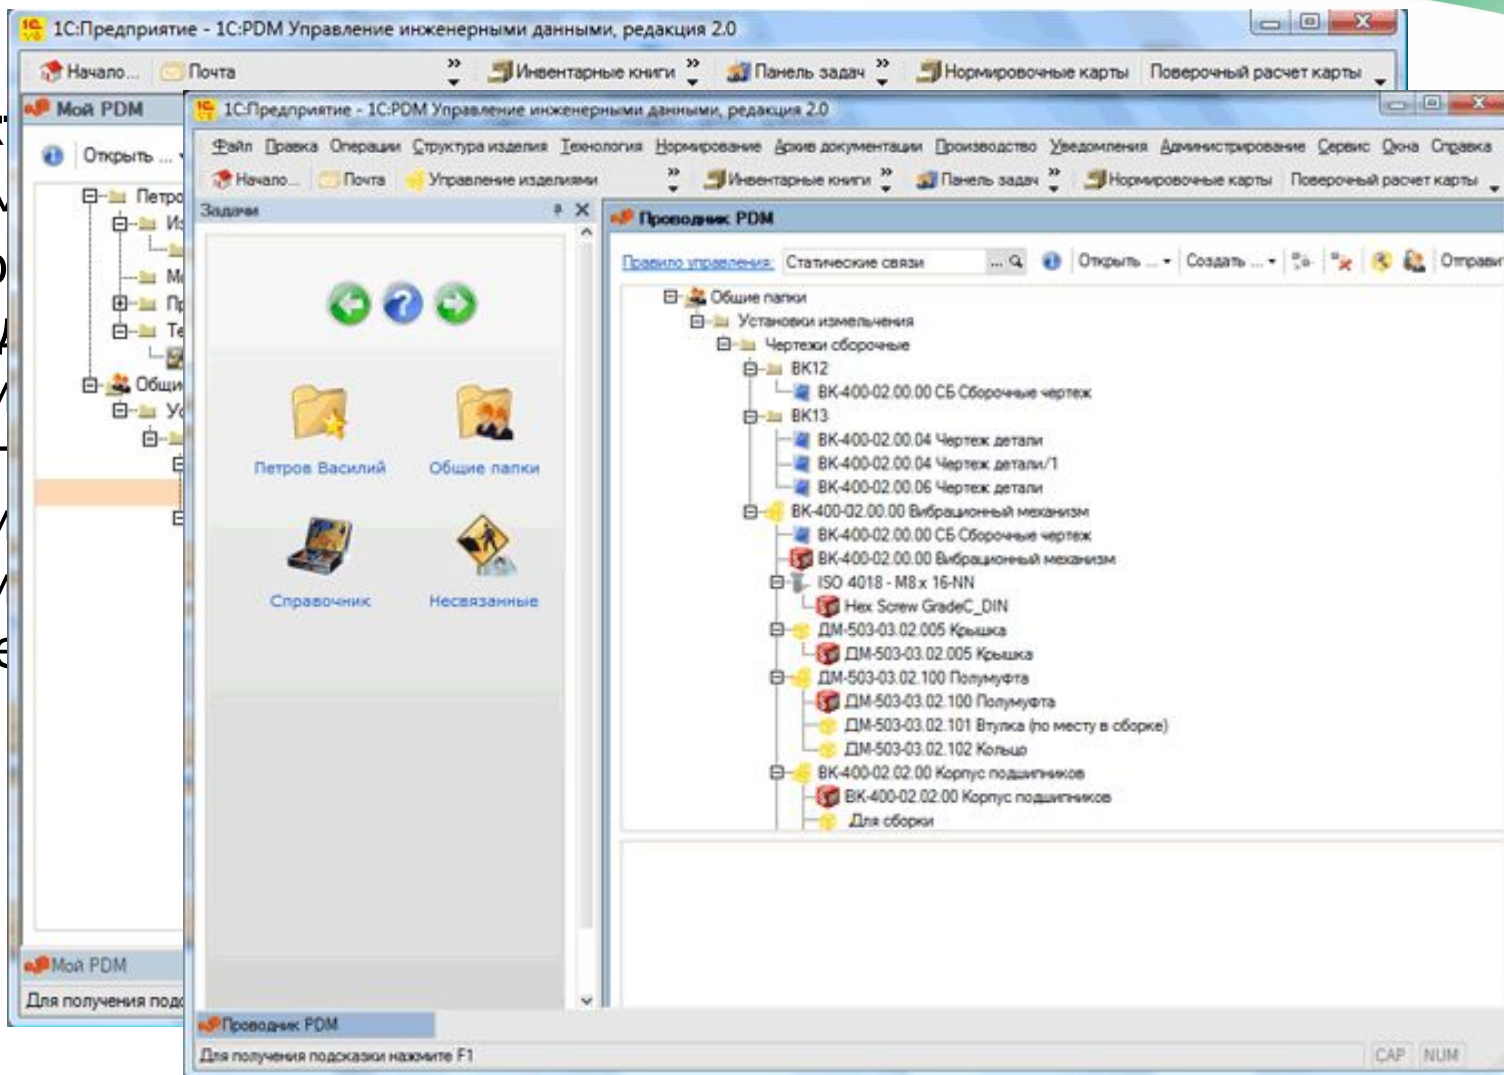 1С:Предприятие - 1С:PDM Управление инженерными данными, редакция 2.0
Начало... Почта » Инвентарные книги » Панель задач » Нормировочные карты Поверочный расчет карты
Мой PDM
Открыть ...
Петро
Из
Мо
Пр
Те
Общи
Ус
Мой PDM
Для получения подс
1С:Предприятие - 1С:PDM Управление инженерными данными, редакция 2.0
Файл Правка Операции Структура изделия Технология Нормирование Архив документации Производство Уведомления Администрирование Сервис Окна Справка
Начало... Почта Управление изделиями » Инвентарные книги » Панель задач » Нормировочные карты Поверочный расчет карты
Задачи
Петров Василий Общие папки
Справочник Несвязанные
Проводник PDM
Правило управления: Статические связи ... Открыть ... Создать ... Отправит
Общие папки
Установки измельчения
Чертежи сборочные
ВК12
ВК-400-02.00.00 СБ Сборочные чертеж
ВК13
ВК-400-02.00.04 Чертеж детали
ВК-400-02.00.04 Чертеж детали/1
ВК-400-02.00.06 Чертеж детали
ВК-400-02.00.00 Вибрационный механизм
ВК-400-02.00.00 СБ Сборочные чертеж
ВК-400-02.00.00 Вибрационный механизм
ISO 4018 - M8 x 16-NN
Hex Screw GradeC_DIN
ДМ-503-03.02.005 Крышка
ДМ-503-03.02.005 Крышка
ДМ-503-03.02.100 Полумуфта
ДМ-503-03.02.100 Полумуфта
ДМ-503-03.02.101 Втулка (по месту в сборке)
ДМ-503-03.02.102 Кольцо
ВК-400-02.02.00 Корпус подшипников
ВК-400-02.02.00 Корпус подшипников
Для сборки
Проводник PDM
Для получения подсказки нажмите F1
CAP NUM